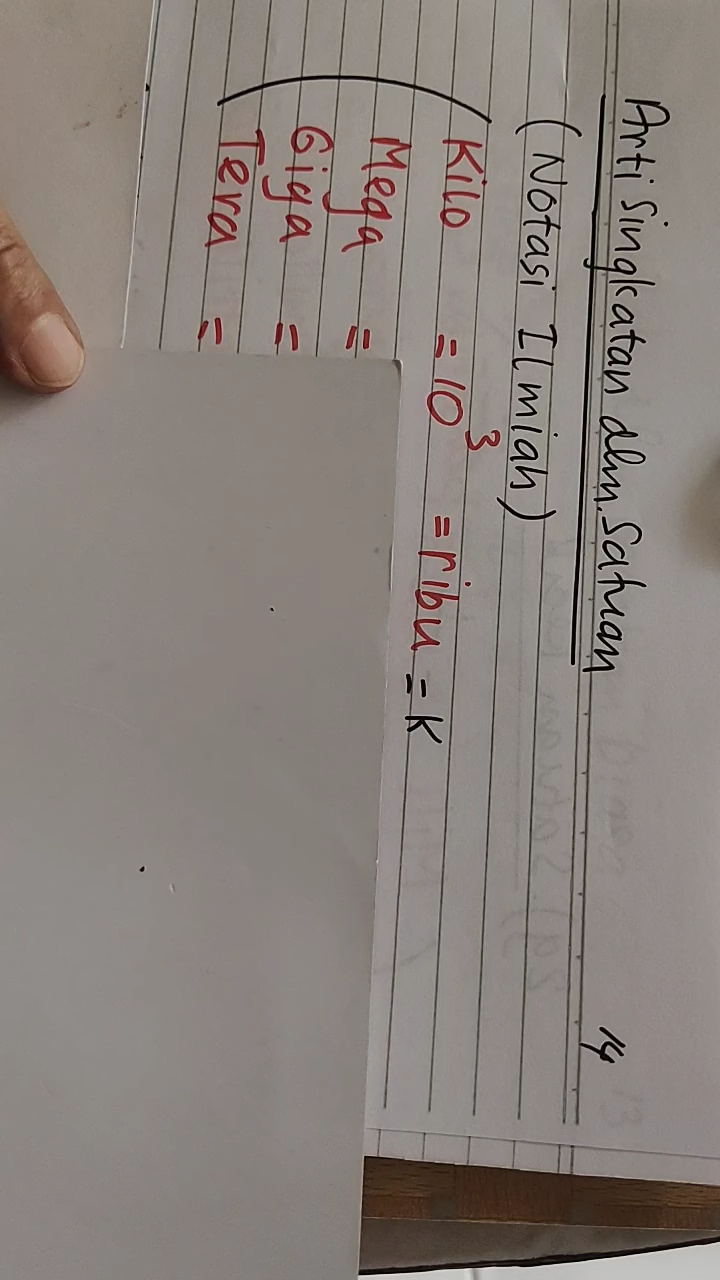 Arti Singkatan dlm. Satuan
(Notasi Ilmiah)
14
Kilo = 10³ = ribu = K
Mega =
Giga =
Tera =